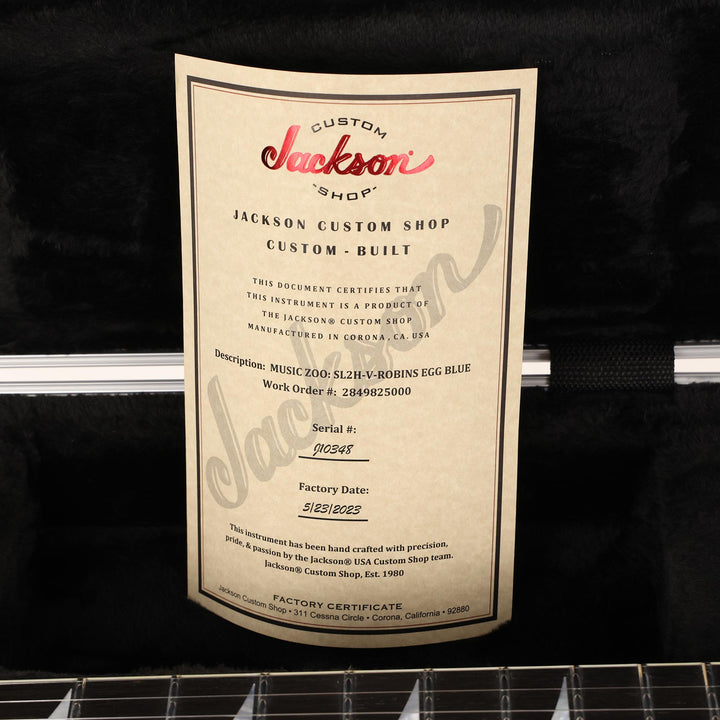 CUSTOM
Jackson
-SHOP-
JACKSON CUSTOM SHOP
CUSTOM - BUILT
THIS DOCUMENT CERTIFIES THAT
THIS INSTRUMENT IS A PRODUCT OF
THE JACKSON® CUSTOM SHOP
MANUFACTURED IN CORONA, CA. USA
Jackson
Description: MUSIC ZOO: SL2H-V-ROBINS EGG BLUE
Work Order #: 2849825000
Serial #:
J10348
Factory Date:
5/23/2023
This instrument has been hand crafted with precision,
pride, & passion by the Jackson® USA Custom Shop team.
Jackson® Custom Shop, Est. 1980
FACTORY CERTIFICATE
Jackson Custom Shop • 311 Cessna Circle • Corona, California • 92880